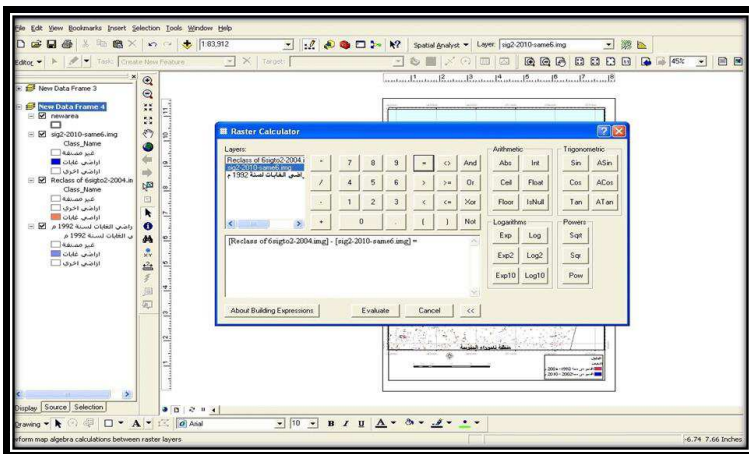 File Edit View Bookmarks Insert Selection Tools Window Help
1:83,912 Spatial Analyst Layer: sig2-2010-same6.img
Editor Task: Create New Feature Target: 45%
New Data Frame 3
New Data Frame 4
newarea
sig2-2010-same6.img
Class_Name
غير مصنفة
اراضي غابات
اراضي اخرى
Reclass of 6sigto2-2004.in
Class_Name
غير مصنفة
اراضي اخرى
اراضي غابات
راضي الغابات لسنة 1992 م
ي الغابات لسنة 1992 م
غير مصنفة
اراضي غابات
اراضي اخرى
Display Source Selection
Raster Calculator
Layers:
Reclass of 6sigto2-2004.i
sig2-2010-same6.img
راضي الغابات لسنة 1992 م
* 7 8 9 = <> And
/ 4 5 6 > >= Or
- 1 2 3 < <= Xor
+ 0 . ( ) Not
Arithmetic
Abs Int
Ceil Float
Floor IsNull
Trigonometric
Sin ASin
Cos ACos
Tan ATan
Logarithms
Exp Log
Exp2 Log2
Exp10 Log10
Powers
Sqrt
Sqr
Pow
[Reclass of 6sigto2-2004.img] - [sig2-2010-same6.img] =
About Building Expressions Evaluate Cancel <<
Drawing A Arial 10 B I U A
erform map algebra calculations between raster layers
-6.74 7.66 Inches